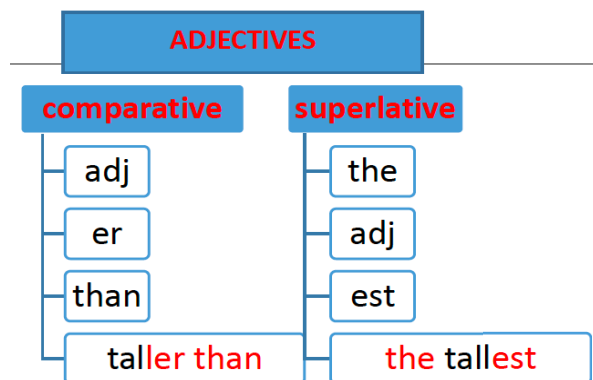 ADJECTIVES
comparative
adj
er
than
taller than
superlative
the
adj
est
the tallest